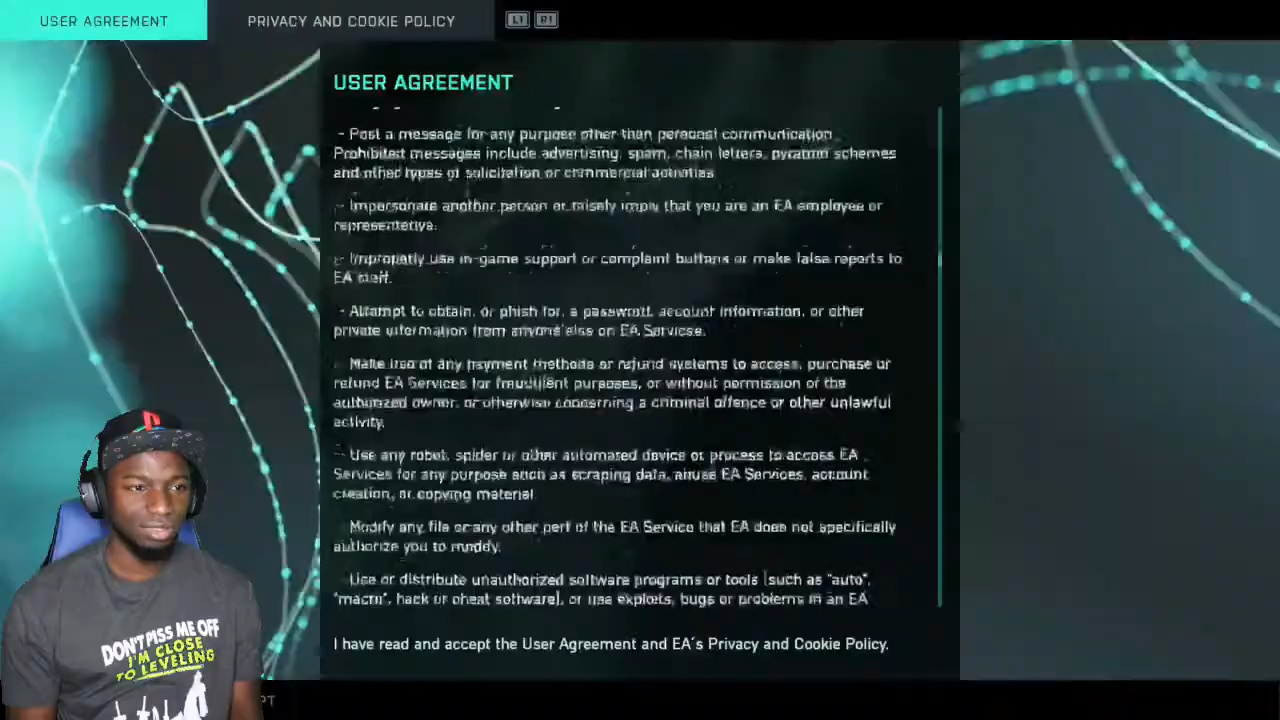 USER AGREEMENT
PRIVACY AND COOKIE POLICY
L1 R1
USER AGREEMENT
- Post a message for any purpose other than personal communication.
Prohibited messages include advertising, spam, chain letters, pyramid schemes
and other types of solicitation or commercial activities.
- Impersonate another person or falsely imply that you are an EA employee or
representative.
- Improperly use in-game support or complaint buttons or make false reports to
EA staff.
- Attempt to obtain, or phish for, a password, account information, or other
private information from anyone else on EA Services.
Make use of any payment methods or refund systems to access, purchase or
refund EA Services for fraudulent purposes, or without permission of the
authorized owner, or otherwise concerning a criminal offence or other unlawful
activity.
- Use any robot, spider or other automated device or process to access EA
Services for any purpose such as scraping data, abuse EA Services, account
creation, or copying material.
Modify any file or any other part of the EA Service that EA does not specifically
authorize you to modify.
Use or distribute unauthorized software programs or tools (such as "auto",
"macro", hack or cheat software), or use exploits, bugs or problems in an EA
I have read and accept the User Agreement and EA's Privacy and Cookie Policy.
PT
DON'T PISS ME OFF
I'M CLOSE
TO LEVELING